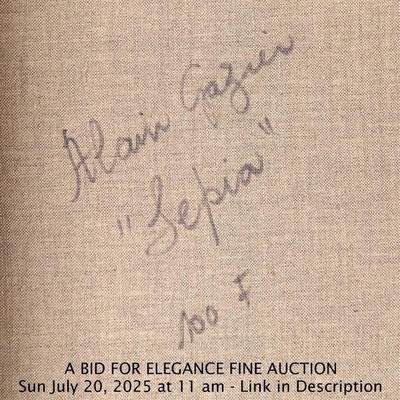 Alain Gazier
"Sepia"
100 F
A BID FOR ELEGANCE FINE AUCTION
Sun July 20, 2025 at 11 am - Link in Description